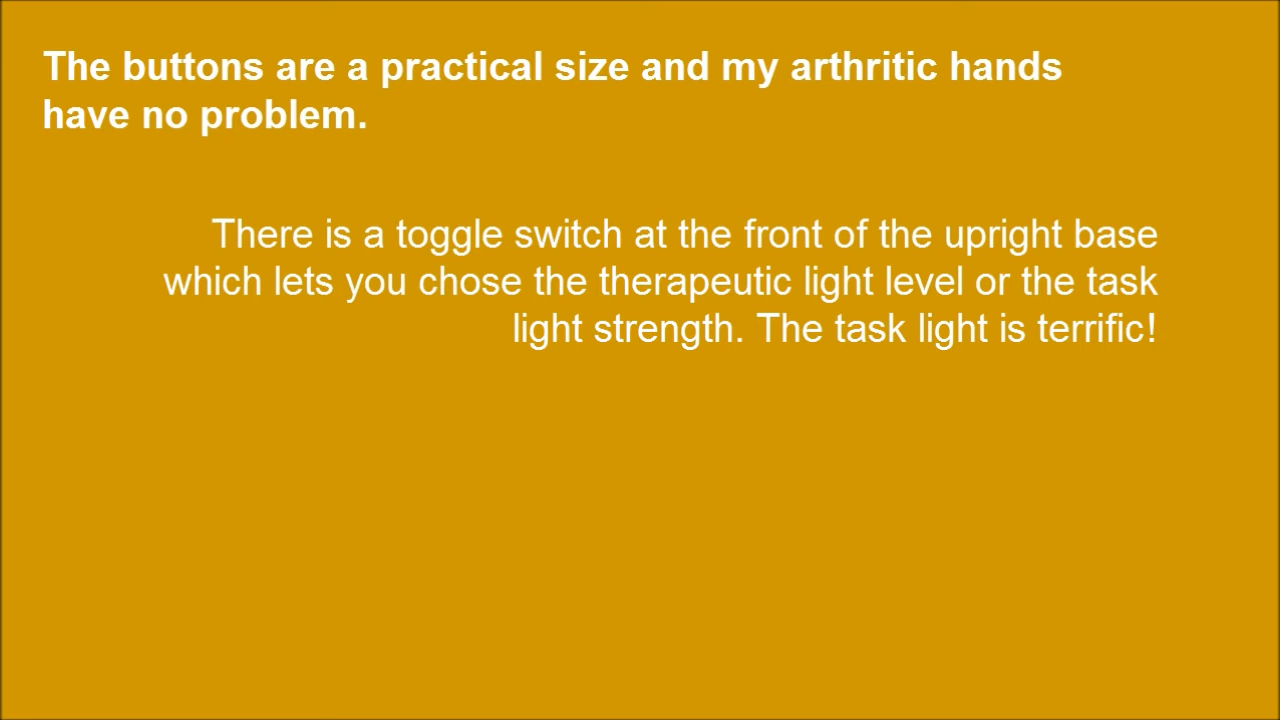 The buttons are a practical size and my arthritic hands
have no problem.
There is a toggle switch at the front of the upright base
which lets you chose the therapeutic light level or the task
light strength. The task light is terrific!